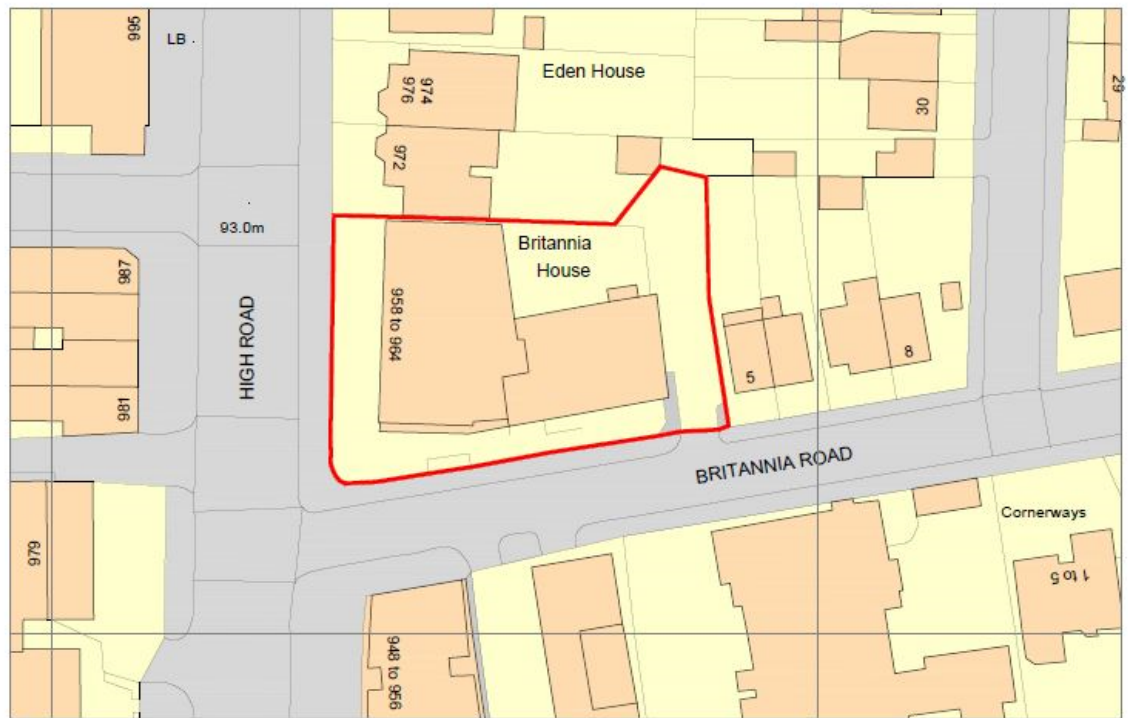 966
LB
Eden House
974
976
30
29
972
93.0m
Britannia
House
987
958 to 964
HIGH ROAD
981
5
8
BRITANNIA ROAD
Cornerways
979
1 to 5
948 to 956